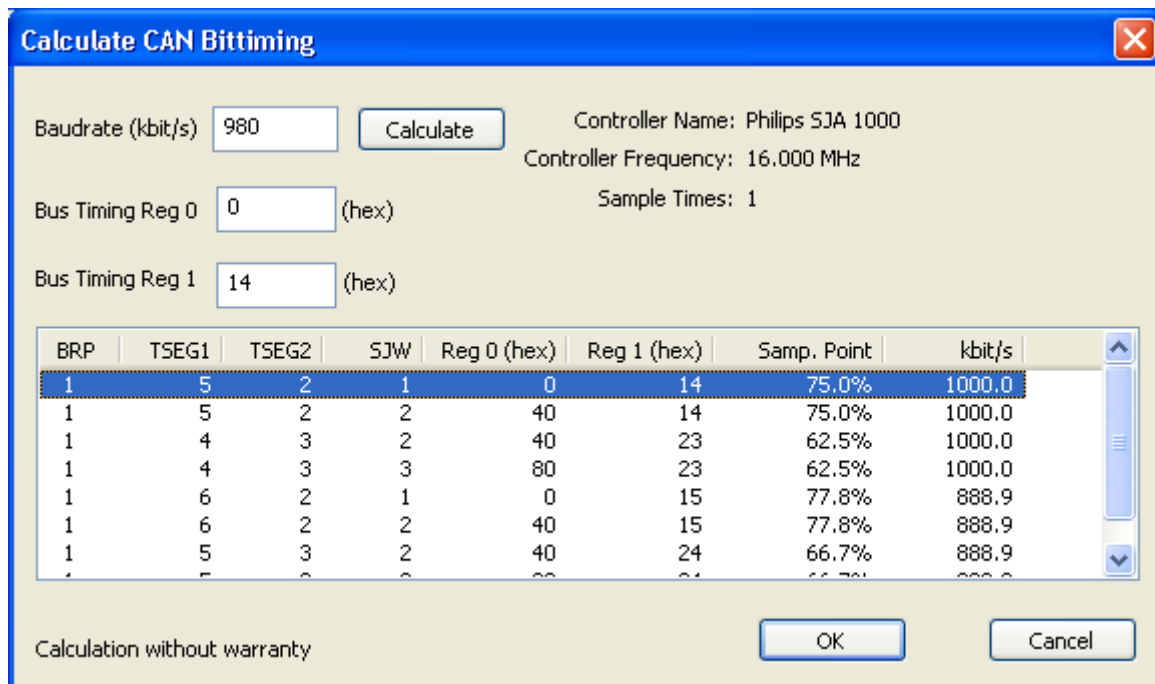 Calculate CAN Bittiming
Baudrate (kbit/s) 980 Calculate
Controller Name: Philips SJA 1000
Controller Frequency: 16.000 MHz
Sample Times: 1
Bus Timing Reg 0 0 (hex)
Bus Timing Reg 1 14 (hex)
BRP TSEG1 TSEG2 SJW Reg 0 (hex) Reg 1 (hex) Samp. Point kbit/s
1 5 2 1 0 14 75.0% 1000.0
1 5 2 2 40 14 75.0% 1000.0
1 4 3 2 40 23 62.5% 1000.0
1 4 3 3 80 23 62.5% 1000.0
1 6 2 1 0 15 77.8% 888.9
1 6 2 2 40 15 77.8% 888.9
1 5 3 2 40 24 66.7% 888.9
Calculation without warranty
OK Cancel